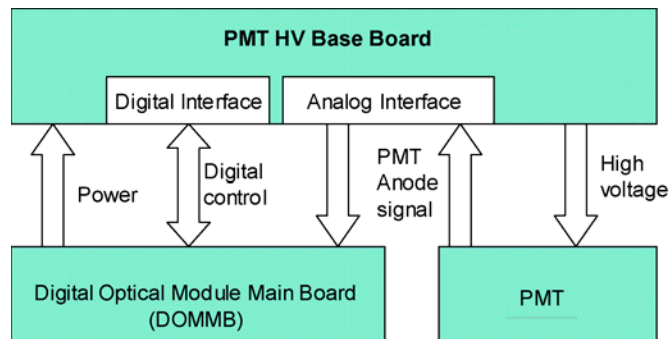 PMT HV Base Board
Digital Interface
Analog Interface
Power
Digital
control
PMT
Anode
signal
High
voltage
Digital Optical Module Main Board
(DOMMB)
PMT